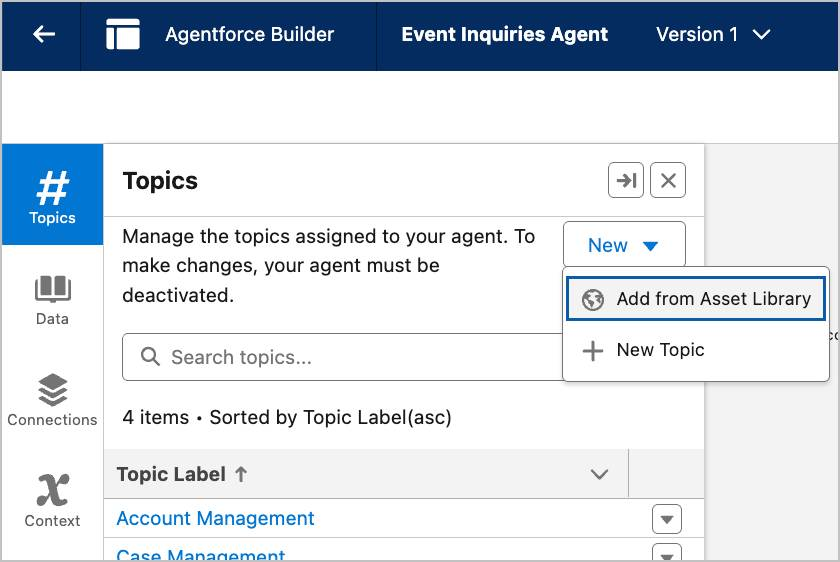 Agentforce Builder
Event Inquiries Agent
Version 1
Topics
Topics
Manage the topics assigned to your agent. To
make changes, your agent must be
deactivated.
New
Add from Asset Library
New Topic
Data
Search topics...
Connections
4 items • Sorted by Topic Label(asc)
Topic Label ↑
Context
Account Management
Case Management